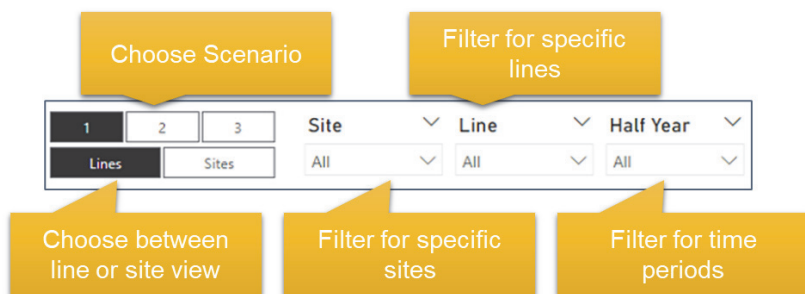 Choose Scenario
Filter for specific
lines
1 2 3 Site Line Half Year
Lines Sites All All All
Choose between
line or site view
Filter for specific
sites
Filter for time
periods